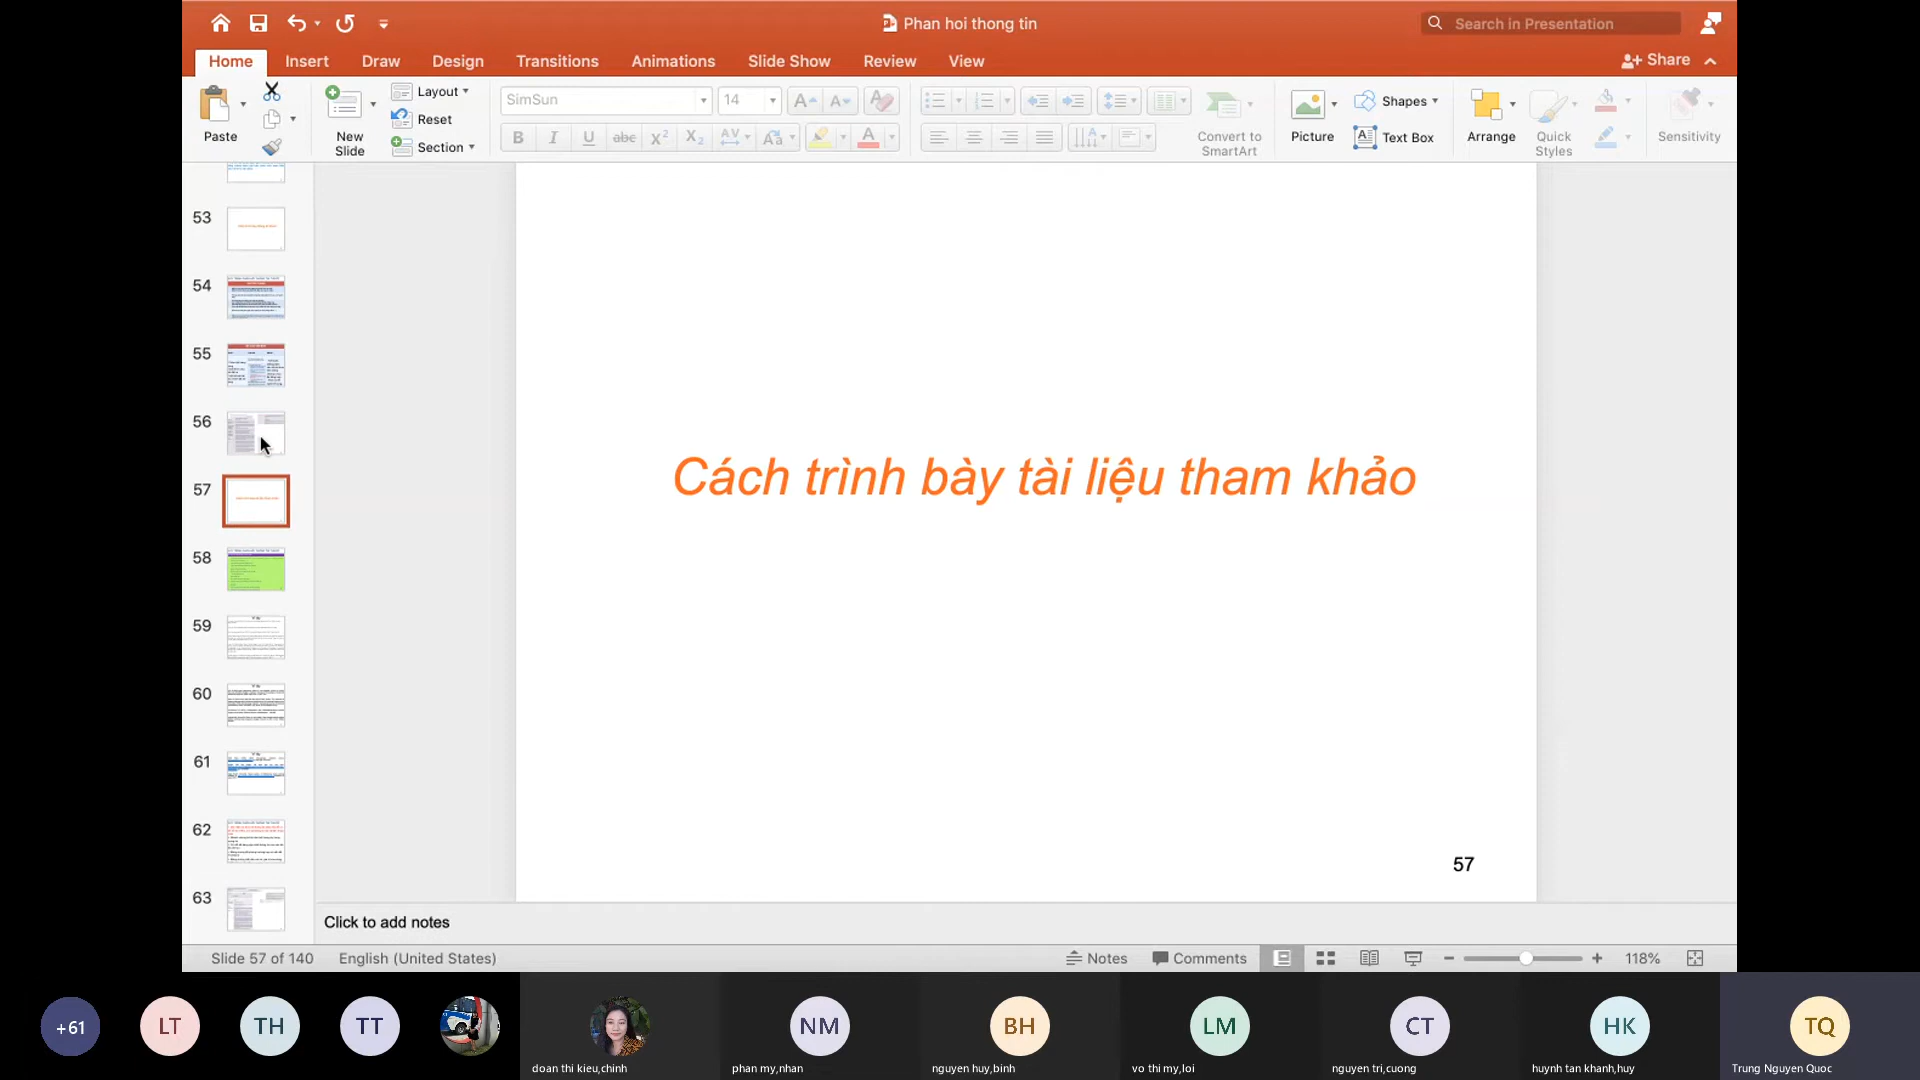 Phan hoi thong tin
Search in Presentation
Home Insert Draw Design Transitions Animations Slide Show Review View
Share
Paste
New Slide
Layout
Reset
Section
SimSun
14
Convert to SmartArt
Picture
Shapes
Text Box
Arrange
Quick Styles
Sensitivity
53
54
55
56
57
58
59
60
61
62
63
Cách trình bày tài liệu tham khảo
57
Click to add notes
Slide 57 of 140 English (United States)
Notes Comments 118%
+61 LT TH TT NM BH LM CT HK TQ
doan thi kieu,chinh phan my,nhan nguyen huy,binh vo thi my,loi nguyen tri,cuong huynh tan khanh,huy Trung Nguyen Quoc